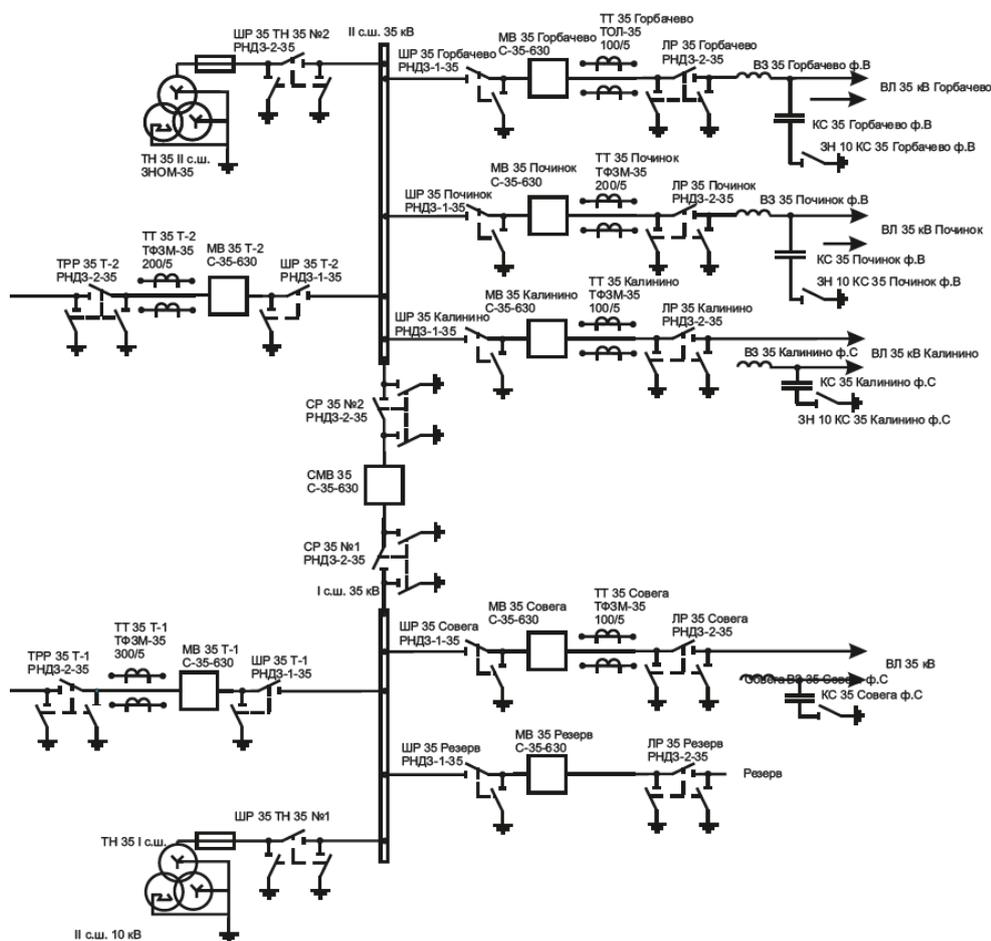 ШР 35 ТН 35 №2
РНДЗ-2-35
II с.ш. 35 кВ
ТН 35 II с.ш.
ЗНОМ-35
ШР 35 Горбачево
РНДЗ-1-35
МВ 35 Горбачево
С-35-630
ТТ 35 Горбачево
ТОЛ-35
100/5
ЛР 35 Горбачево
РНДЗ-2-35
ВЗ 35 Горбачево ф.В
ВЛ 35 кВ Горбачево
КС 35 Горбачево ф.В
ЗН 10 КС 35 Горбачево ф.В
ШР 35 Починок
РНДЗ-1-35
МВ 35 Починок
С-35-630
ТТ 35 Починок
ТФЗМ-35
200/5
ЛР 35 Починок
РНДЗ-2-35
ВЗ 35 Починок ф.В
ВЛ 35 кВ Починок
КС 35 Починок ф.В
ЗН 10 КС 35 Починок ф.В
ТРР 35 Т-2
РНДЗ-2-35
ТТ 35 Т-2
ТФЗМ-35
200/5
МВ 35 Т-2
С-35-630
ШР 35 Т-2
РНДЗ-1-35
ШР 35 Калинино
РНДЗ-1-35
МВ 35 Калинино
С-35-630
ТТ 35 Калинино
ТФЗМ-35
100/5
ЛР 35 Калинино
РНДЗ-2-35
ВЗ 35 Калинино ф.С
ВЛ 35 кВ Калинино
КС 35 Калинино ф.С
ЗН 10 КС 35 Калинино ф.С
СР 35 №2
РНДЗ-2-35
СМВ 35
С-35-630
СР 35 №1
РНДЗ-2-35
I с.ш. 35 кВ
ТРР 35 Т-1
РНДЗ-2-35
ТТ 35 Т-1
ТФЗМ-35
300/5
МВ 35 Т-1
С-35-630
ШР 35 Т-1
РНДЗ-1-35
ШР 35 Совега
РНДЗ-1-35
МВ 35 Совега
С-35-630
ТТ 35 Совега
ТФЗМ-35
100/5
ЛР 35 Совега
РНДЗ-2-35
ВЛ 35 кВ
Совега ВЗ 35 Совега ф.С
КС 35 Совега ф.С
ШР 35 Резерв
РНДЗ-1-35
МВ 35 Резерв
С-35-630
ЛР 35 Резерв
РНДЗ-2-35
Резерв
ШР 35 ТН 35 №1
ТН 35 I с.ш.
II с.ш. 10 кВ